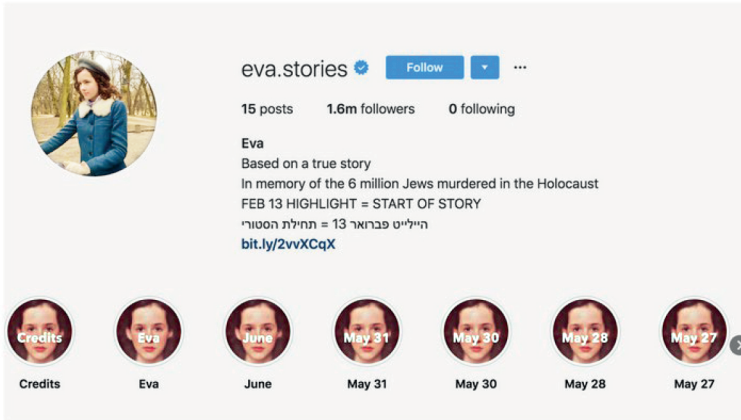 eva.stories Follow
15 posts 1.6m followers 0 following
Eva
Based on a true story
In memory of the 6 million Jews murdered in the Holocaust
FEB 13 HIGHLIGHT = START OF STORY
היילייט פברואר 13 = תחילת הסטורי
bit.ly/2vvXCqX
Credits Eva June May 31 May 30 May 28 May 27
Credits Eva June May 31 May 30 May 28 May 27